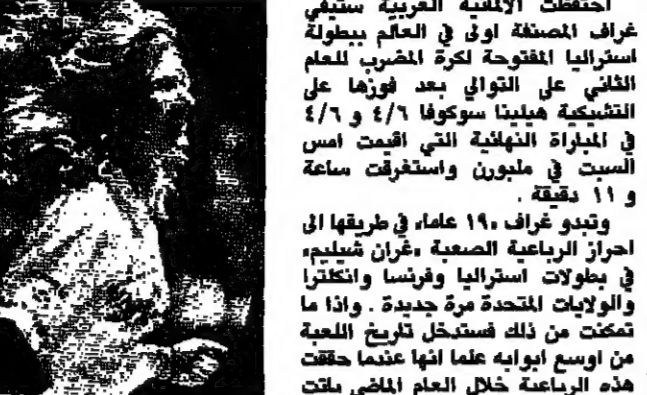 احتفظت الالمانية الغربية ستيفي
غراف المصنفة اولى في العالم ببطولة
استراليا المفتوحة لكرة المضرب للعام
الثاني على التوالي بعد فوزها على
التشيكية هيلينا سوكوفا ٤/٦ و ٤/٦
في المباراة النهائية التي اقيمت امس
السبت في ملبورن واستغرقت ساعة
و ١١ دقيقة .
وتبدو غراف «١٩ عاما» في طريقها الى
احراز الرباعية الصعبة «غران شيليم»
في بطولات استراليا وفرنسا وانكلترا
والولايات المتحدة مرة جديدة . واذا ما
تمكنت من ذلك فستدخل تاريخ اللعبة
من اوسع ابوابه علما انها عندما حققت
هذه الرباعية خلال العام الماضي باتت